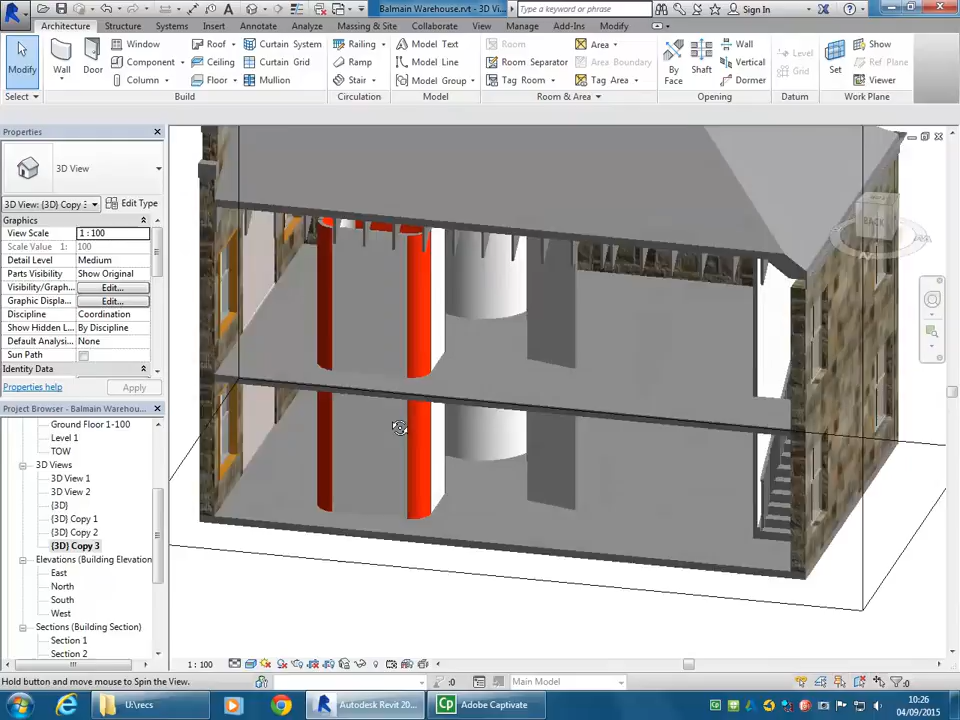 Balmain Warehouse.rvt - 3D Vi...
Type a keyword or phrase
Sign In
Architecture Structure Systems Insert Annotate Analyze Massing & Site Collaborate View Manage Add-Ins Modify
Modify
Select
Wall
Door
Window
Component
Column
Roof
Ceiling
Floor
Curtain System
Curtain Grid
Mullion
Build
Railing
Ramp
Stair
Circulation
Model Text
Model Line
Model Group
Model
Room
Room Separator
Tag Room
Area
Area Boundary
Tag Area
Room & Area
By Face
Shaft
Wall
Vertical
Dormer
Opening
Level
Grid
Datum
Set
Show
Ref Plane
Viewer
Work Plane
Properties
3D View
3D View: {3D} Copy 3
Edit Type
Graphics
View Scale 1 : 100
Scale Value 1: 100
Detail Level Medium
Parts Visibility Show Original
Visibility/Graph... Edit...
Graphic Displa... Edit...
Discipline Coordination
Show Hidden L... By Discipline
Default Analysi... None
Sun Path
Identity Data
Properties help
Apply
Project Browser - Balmain Warehou...
Ground Floor 1-100
Level 1
TOW
3D Views
3D View 1
3D View 2
{3D}
{3D} Copy 1
{3D} Copy 2
{3D} Copy 3
Elevations (Building Elevation)
East
North
South
West
Sections (Building Section)
Section 1
Section 2
BACK
1 : 100
Hold button and move mouse to Spin the View.
:0
Main Model
:0
U:\recs
Autodesk Revit 20...
Cp Adobe Captivate
10:26
04/09/2015